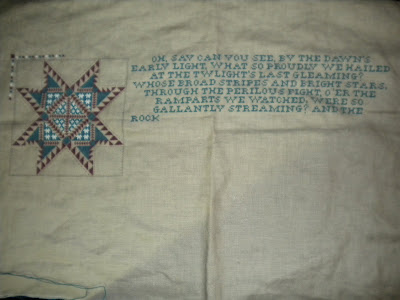 OH, SAY CAN YOU SEE, BY THE DAWN'S
EARLY LIGHT, WHAT SO PROUDLY WE HAILED
AT THE TWLIGHT'S LAST GLEAMING?
WHOSE BROAD STRIPES AND BRIGHT STARS,
THROUGH THE PERILOUS FIGHT, O'ER THE
RAMPARTS WE WATCHED, WERE SO
GALLANTLY STREAMING? AND THE
ROCK